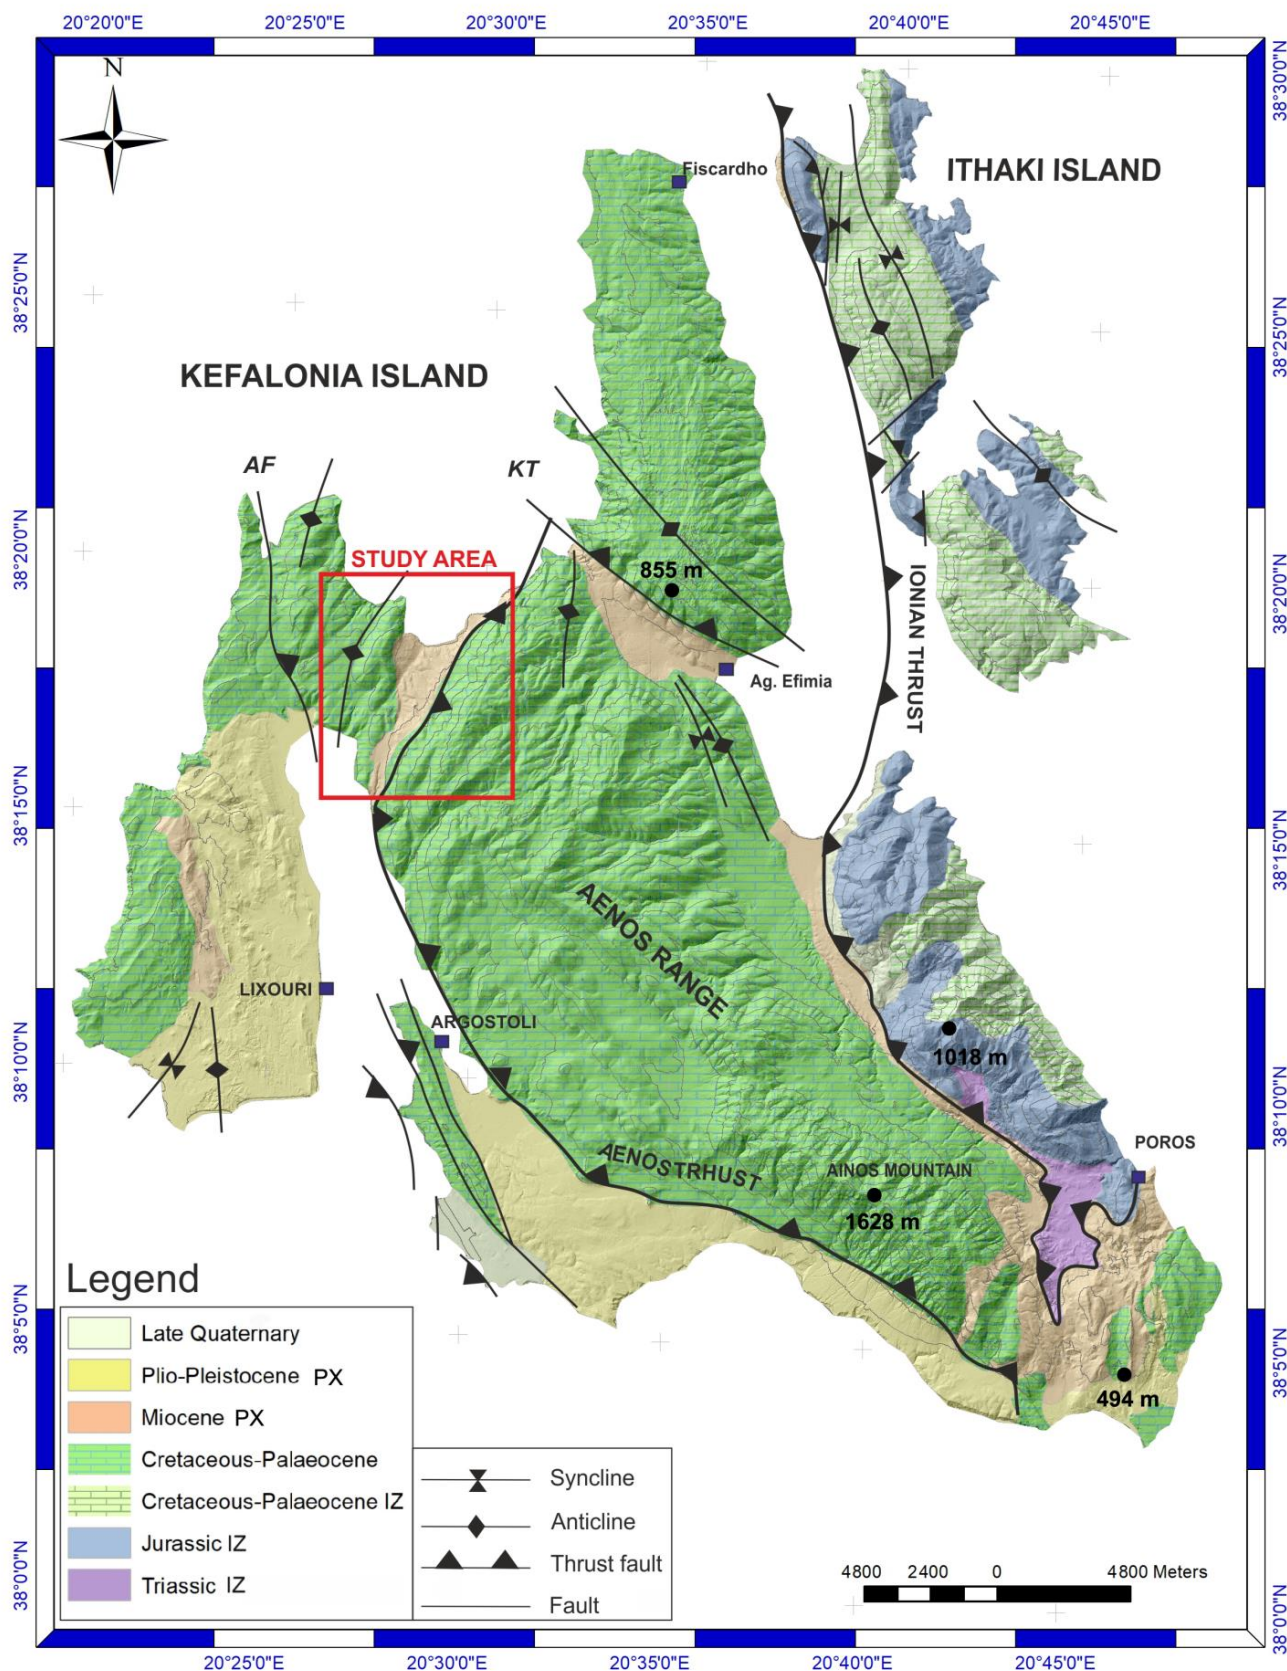 20°20'0"E 20°25'0"E 20°30'0"E 20°35'0"E 20°40'0"E 20°45'0"E
38°30'0"N
N
Fiscardho
ITHAKI ISLAND
38°25'0"N
38°25'0"N
KEFALONIA ISLAND
AF
KT
STUDY AREA
855 m
38°20'0"N
38°20'0"N
IONIAN THRUST
Ag. Efimia
38°15'0"N
38°15'0"N
AENOS RANGE
LIXOURI
ARGOSTOLI
1018 m
38°10'0"N
38°10'0"N
POROS
AENOSTRHUST
AINOS MOUNTAIN
1628 m
38°5'0"N
38°5'0"N
494 m
Legend
Late Quaternary
Plio-Pleistocene PX
Miocene PX
Cretaceous-Palaeocene
Cretaceous-Palaeocene IZ
Jurassic IZ
Triassic IZ
Syncline
Anticline
Thrust fault
Fault
4800 2400 0 4800 Meters
38°0'0"N
38°0'0"N
20°25'0"E 20°30'0"E 20°35'0"E 20°40'0"E 20°45'0"E